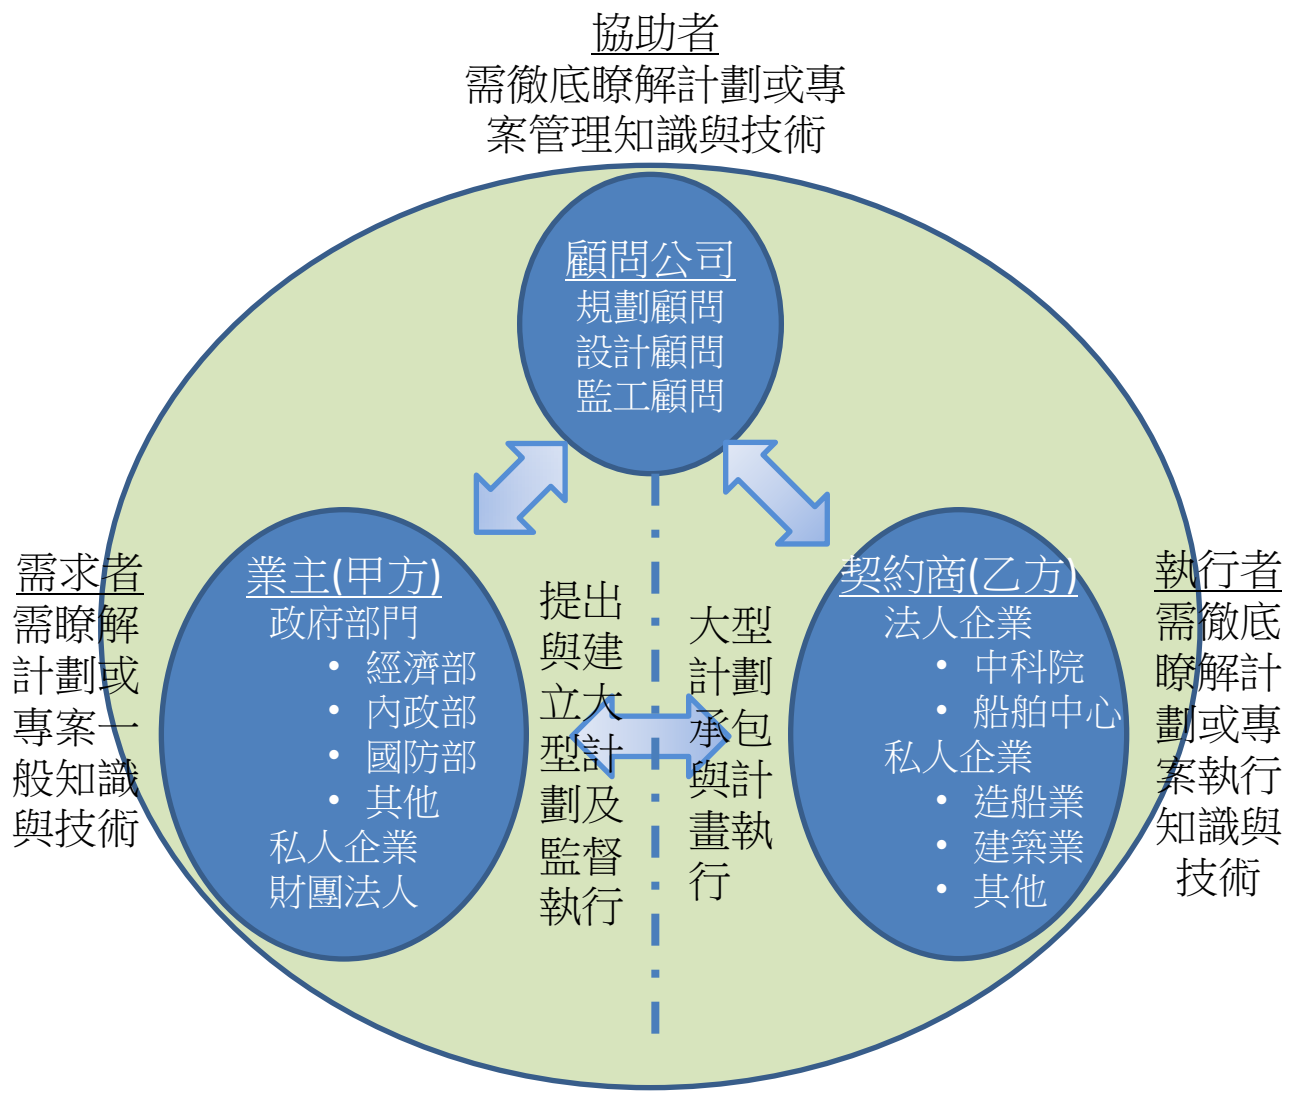 協助者
需徹底瞭解計劃或專
案管理知識與技術
顧問公司
規劃顧問
設計顧問
監工顧問
需求者
需瞭解
計劃或
專案一
般知識
與技術
業主(甲方)
政府部門
• 經濟部
• 內政部
• 國防部
• 其他
私人企業
財團法人
提出
與建
立大
型計
劃及
監督
執行
大型
計劃
承包
與計
畫執
行
契約商(乙方)
法人企業
• 中科院
• 船舶中心
私人企業
• 造船業
• 建築業
• 其他
執行者
需徹底
瞭解計
劃或專
案執行
知識與
技術